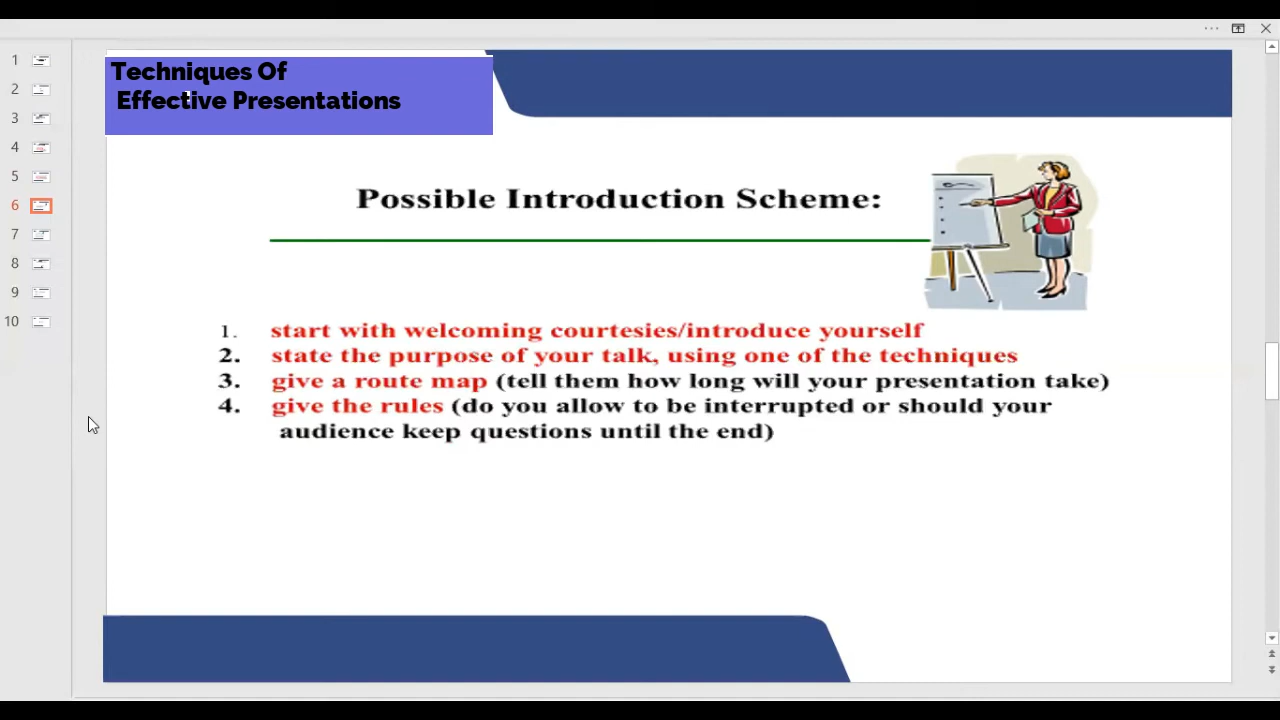 Techniques Of
Effective Presentations
1
2
3
4
5
6
7
8
9
10
Possible Introduction Scheme:
1. start with welcoming courtesies/introduce yourself
2. state the purpose of your talk, using one of the techniques
3. give a route map (tell them how long will your presentation take)
4. give the rules (do you allow to be interrupted or should your
audience keep questions until the end)